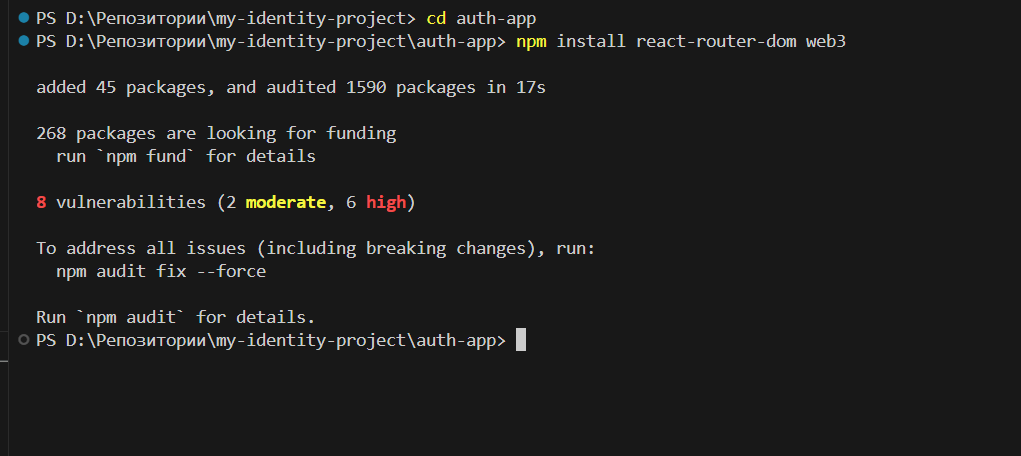 PS D:\Репозитории\my-identity-project> cd auth-app
PS D:\Репозитории\my-identity-project\auth-app> npm install react-router-dom web3
added 45 packages, and audited 1590 packages in 17s
268 packages are looking for funding
  run `npm fund` for details
8 vulnerabilities (2 moderate, 6 high)
To address all issues (including breaking changes), run:
  npm audit fix --force
Run `npm audit` for details.
PS D:\Репозитории\my-identity-project\auth-app>